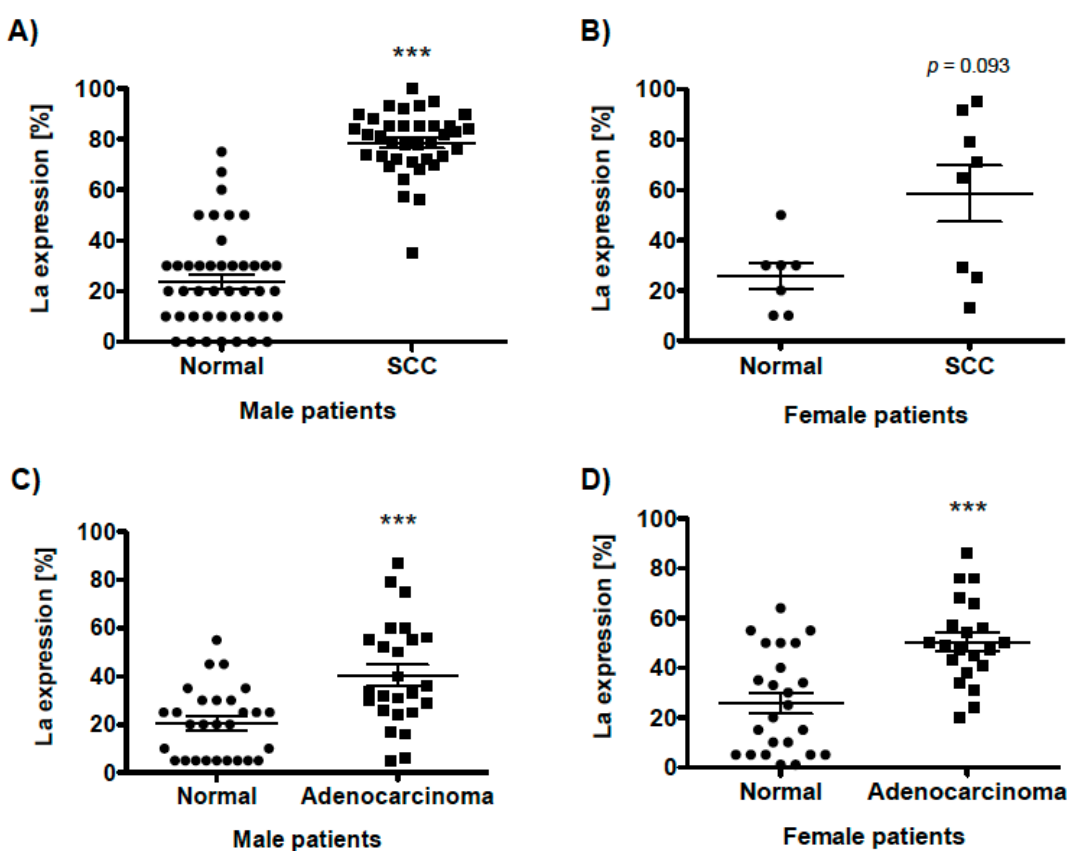 A)
***
La expression [%]
100
80
60
40
20
0
Normal SCC
Male patients
B)
p = 0.093
La expression [%]
100
80
60
40
20
0
Normal SCC
Female patients
C)
***
La expression [%]
100
80
60
40
20
0
Normal Adenocarcinoma
Male patients
D)
***
La expression [%]
100
80
60
40
20
0
Normal Adenocarcinoma
Female patients